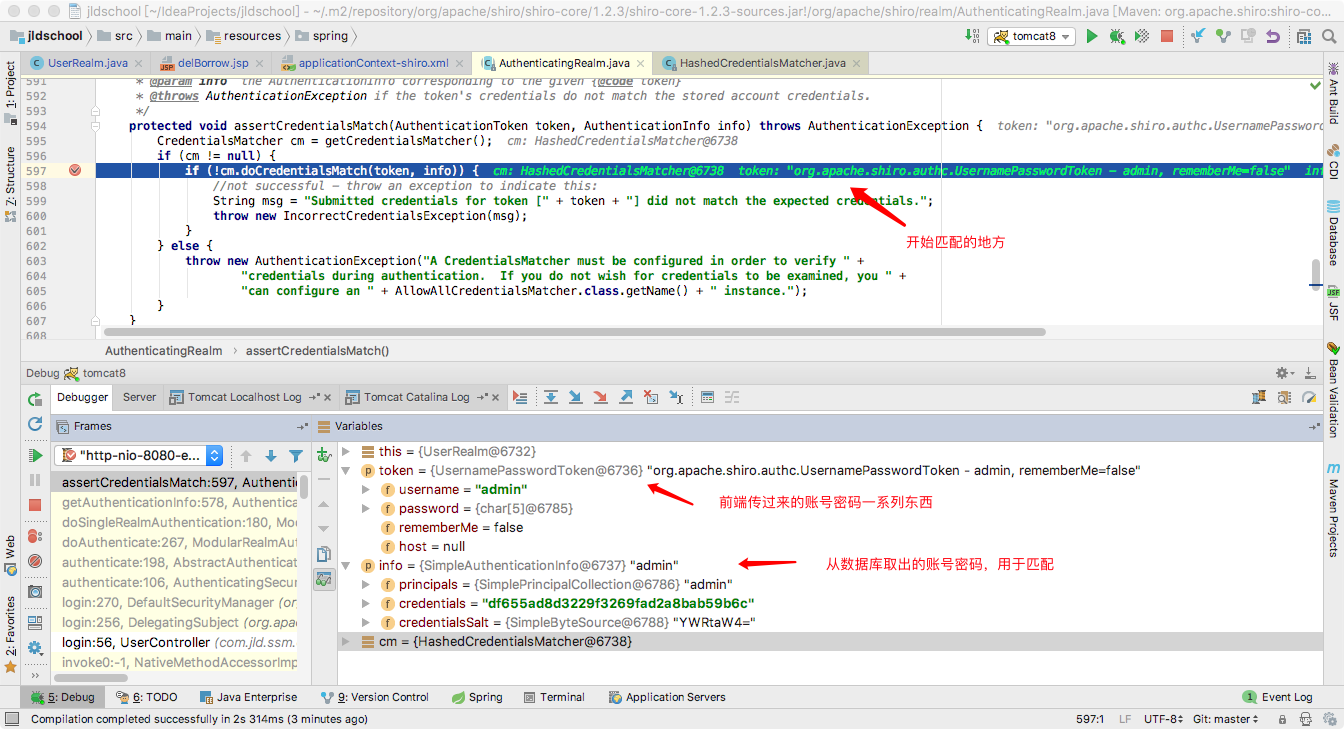 jldschool [~/IdeaProjects/jldschool] - ~/.m2/repository/org/apache/shiro/shiro-core/1.2.3/shiro-core-1.2.3-sources.jar!/org/apache/shiro/realm/AuthenticatingRealm.java [Maven: org.apache.shiro:shiro-co...
jldschool src main resources spring tomcat8
UserRealm.java delBorrow.jsp applicationContext-shiro.xml AuthenticatingRealm.java HashedCredentialsMatcher.java
591 * @param info the AuthenticationInfo corresponding to the given {@code token}
592 * @throws AuthenticationException if the token's credentials do not match the stored account credentials.
593 */
594 protected void assertCredentialsMatch(AuthenticationToken token, AuthenticationInfo info) throws AuthenticationException { token: "org.apache.shiro.authc.UsernamePassword
595 CredentialsMatcher cm = getCredentialsMatcher(); cm: HashedCredentialsMatcher@6738
596 if (cm != null) {
597 if (!cm.doCredentialsMatch(token, info)) { cm: HashedCredentialsMatcher@6738 token: "org.apache.shiro.authc.UsernamePasswordToken – admin, rememberMe=false" inf
598 //not successful – throw an exception to indicate this:
599 String msg = "Submitted credentials for token [" + token + "] did not match the expected credentials.";
600 throw new IncorrectCredentialsException(msg);
601 }
开始匹配的地方
602 } else {
603 throw new AuthenticationException("A CredentialsMatcher must be configured in order to verify " +
604 "credentials during authentication.  If you do not wish for credentials to be examined, you " +
605 "can configure an " + AllowAllCredentialsMatcher.class.getName() + " instance.");
606 }
607 }
608
AuthenticatingRealm › assertCredentialsMatch()
Debug tomcat8
Debugger Server Tomcat Localhost Log Tomcat Catalina Log
Frames
"http-nio-8080-e...
assertCredentialsMatch:597, Authentic
getAuthenticationInfo:578, Authentica
doSingleRealmAuthentication:180, Mod
doAuthenticate:267, ModularRealmAuth
authenticate:198, AbstractAuthenticat
authenticate:106, AuthenticatingSecur
login:270, DefaultSecurityManager (org
login:256, DelegatingSubject (org.apac
login:56, UserController (com.jld.ssm.
invoke0:-1, NativeMethodAccessorImp
Variables
this = {UserRealm@6732}
token = {UsernamePasswordToken@6736} "org.apache.shiro.authc.UsernamePasswordToken – admin, rememberMe=false"
username = "admin"
password = {char[5]@6785}
前端传过来的账号密码一系列东西
rememberMe = false
host = null
info = {SimpleAuthenticationInfo@6737} "admin"
从数据库取出的账号密码，用于匹配
principals = {SimplePrincipalCollection@6786} "admin"
credentials = "df655ad8d3229f3269fad2a8bab59b6c"
credentialsSalt = {SimpleByteSource@6788} "YWRtaW4="
cm = {HashedCredentialsMatcher@6738}
1: Project
Z: Structure
Web
2: Favorites
Ant Build
CDI
Database
JSF
Bean Validation
Maven Projects
5: Debug 6: TODO Java Enterprise 9: Version Control Spring Terminal Application Servers 1 Event Log
Compilation completed successfully in 2s 314ms (3 minutes ago) 597:1 LF UTF-8 Git: master